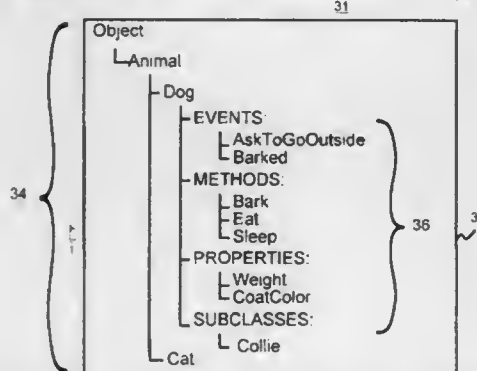 31
Object
Animal
Dog
EVENTS
AskToGoOutside
Barked
METHODS:
Bark
Eat
Sleep
34
36
PROPERTIES:
Weight
CoatColor
SUBCLASSES:
Collie
Cat